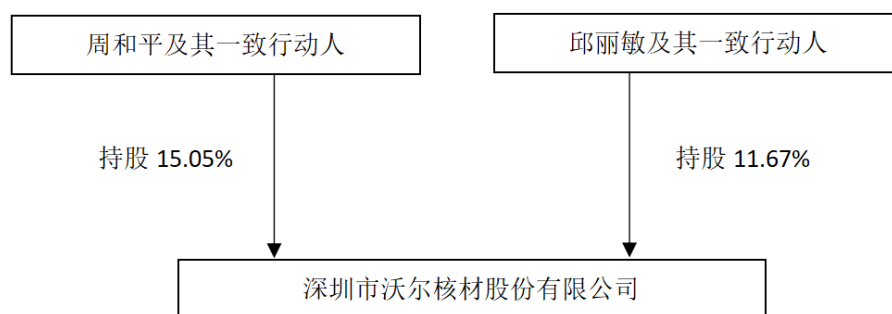 周和平及其一致行动人
邱丽敏及其一致行动人
持股 15.05%
持股 11.67%
深圳市沃尔核材股份有限公司